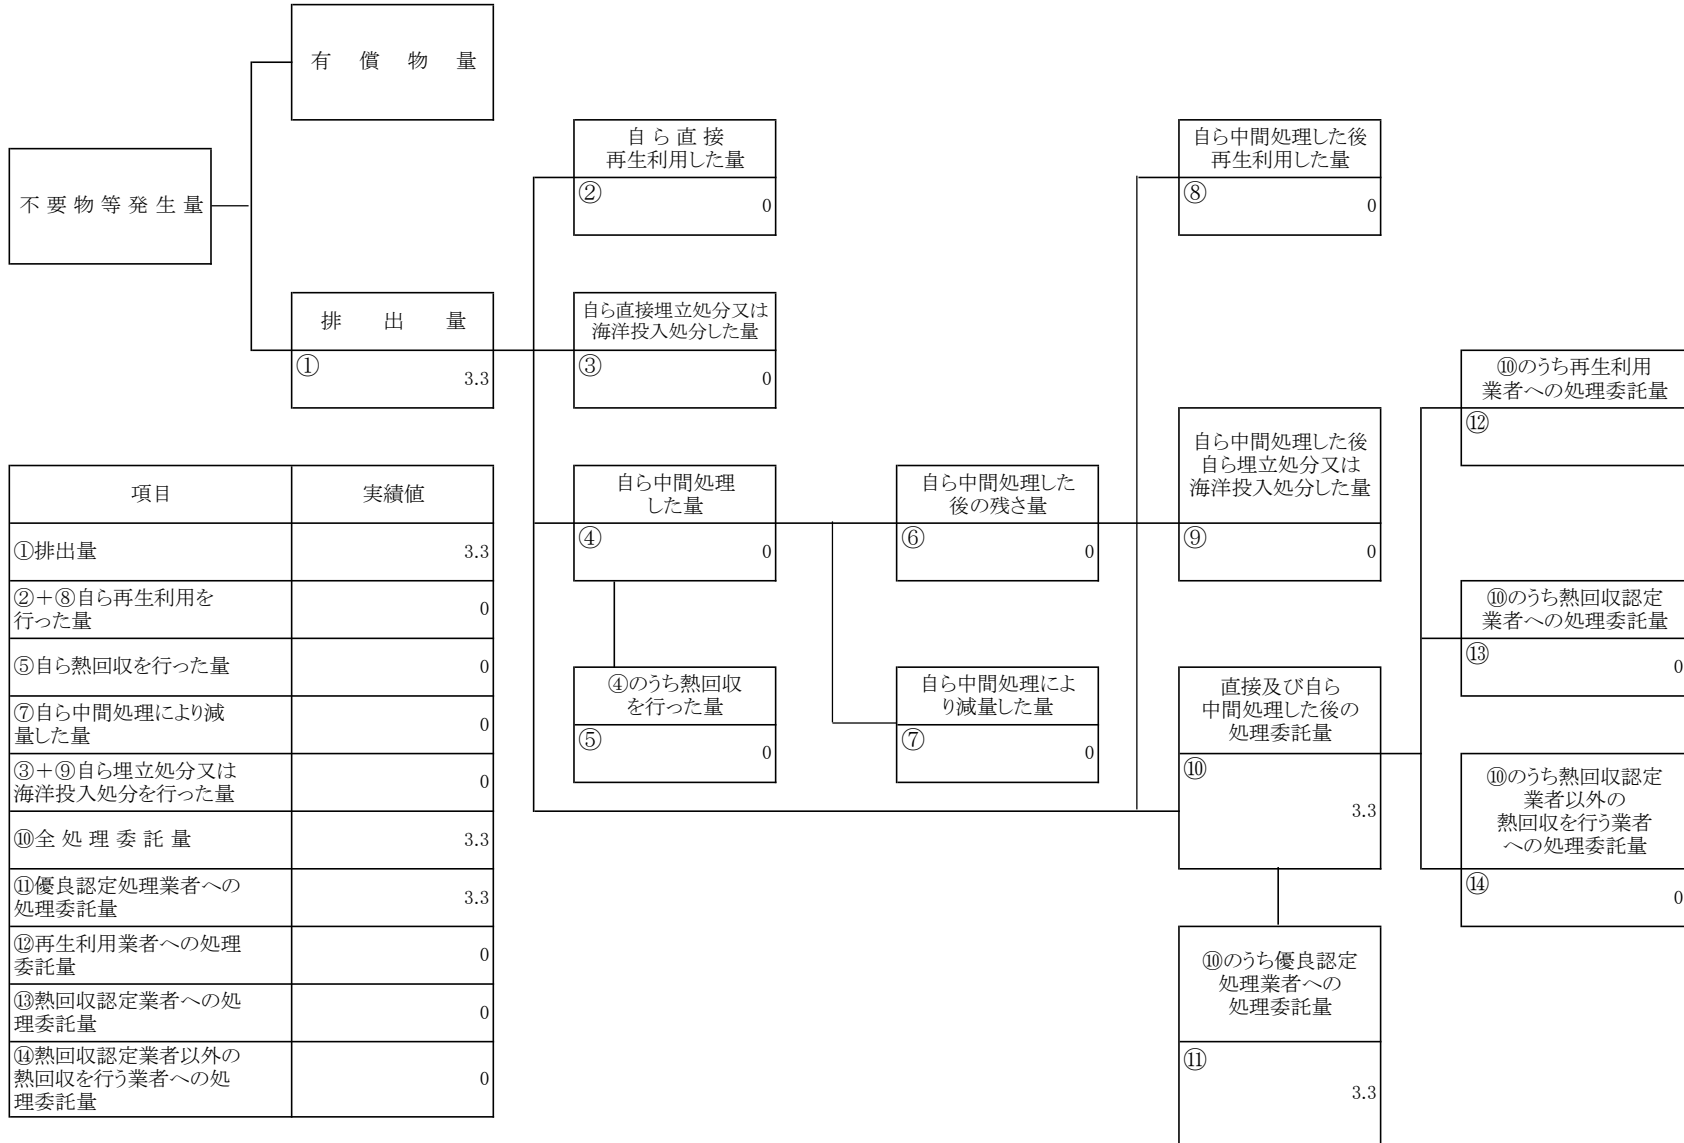 有 償 物 量
不 要 物 等 発 生 量
排 出 量
①
3.3
自 ら 直 接
再生利用した量
②
0
自ら直接埋立処分又は
海洋投入処分した量
③
0
自ら中間処理
した量
④
0
④のうち熱回収
を行った量
⑤
0
自ら中間処理した
後の残さ量
⑥
0
自ら中間処理によ
り減量した量
⑦
0
自ら中間処理した後
再生利用した量
⑧
0
自ら中間処理した後
自ら埋立処分又は
海洋投入処分した量
⑨
0
直接及び自ら
中間処理した後の
処理委託量
⑩
3.3
⑩のうち優良認定
処理業者への
処理委託量
⑪
3.3
⑩のうち再生利用
業者への処理委託量
⑫
⑩のうち熱回収認定
業者への処理委託量
⑬
0
⑩のうち熱回収認定
業者以外の
熱回収を行う業者
への処理委託量
⑭
0
項目 実績値
①排出量 3.3
②+⑧自ら再生利用を
行った量 0
⑤自ら熱回収を行った量 0
⑦自ら中間処理により減
量した量 0
③+⑨自ら埋立処分又は
海洋投入処分を行った量 0
⑩全 処 理 委 託 量 3.3
⑪優良認定処理業者への
処理委託量 3.3
⑫再生利用業者への処理
委託量 0
⑬熱回収認定業者への処
理委託量 0
⑭熱回収認定業者以外の
熱回収を行う業者への処
理委託量 0